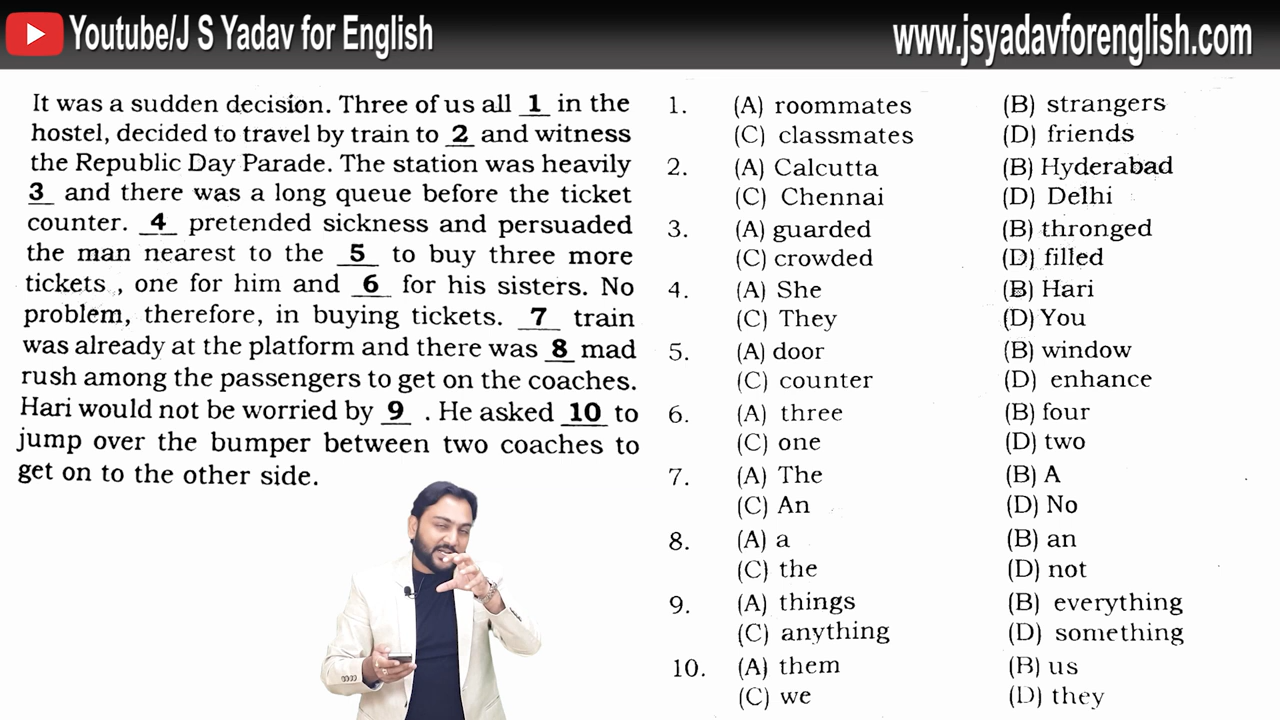 Youtube/J S Yadav for English
www.jsyadavforenglish.com
It was a sudden decision. Three of us all 1 in the
hostel, decided to travel by train to 2 and witness
the Republic Day Parade. The station was heavily
3 and there was a long queue before the ticket
counter. 4 pretended sickness and persuaded
the man nearest to the 5 to buy three more
tickets , one for him and 6 for his sisters. No
problem, therefore, in buying tickets. 7 train
was already at the platform and there was 8 mad
rush among the passengers to get on the coaches.
Hari would not be worried by 9 . He asked 10 to
jump over the bumper between two coaches to
get on to the other side.
1. (A) roommates (B) strangers
(C) classmates (D) friends
2. (A) Calcutta (B) Hyderabad
(C) Chennai (D) Delhi
3. (A) guarded (B) thronged
(C) crowded (D) filled
4. (A) She (B) Hari
(C) They (D) You
5. (A) door (B) window
(C) counter (D) enhance
6. (A) three (B) four
(C) one (D) two
7. (A) The (B) A
(C) An (D) No
8. (A) a (B) an
(C) the (D) not
9. (A) things (B) everything
(C) anything (D) something
10. (A) them (B) us
(C) we (D) they